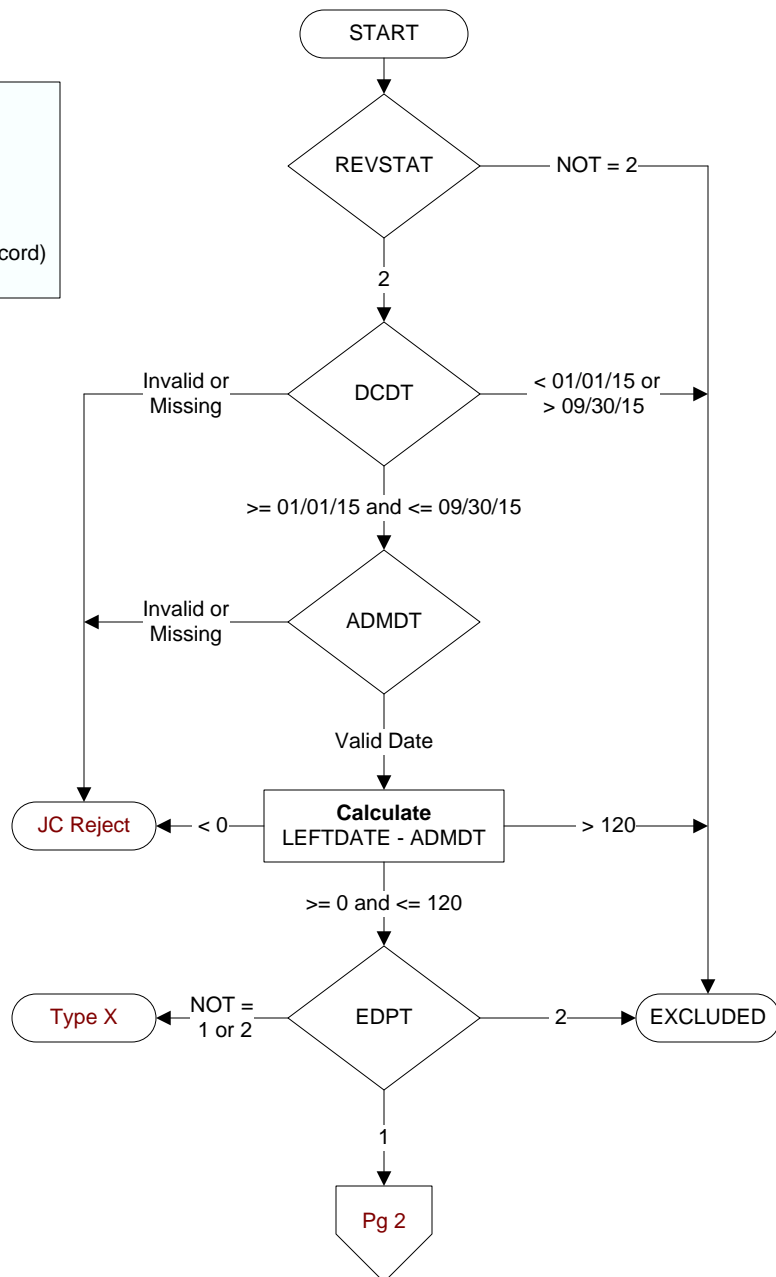 START
REVSTAT
NOT = 2
cord)
2
Invalid or
Missing
DCDT
< 01/01/15 or
> 09/30/15
>= 01/01/15 and <= 09/30/15
Invalid or
Missing
ADMDT
Valid Date
JC Reject
< 0
Calculate
LEFTDATE - ADMDT
> 120
>= 0 and <= 120
Type X
NOT =
1 or 2
EDPT
2
EXCLUDED
1
Pg 2